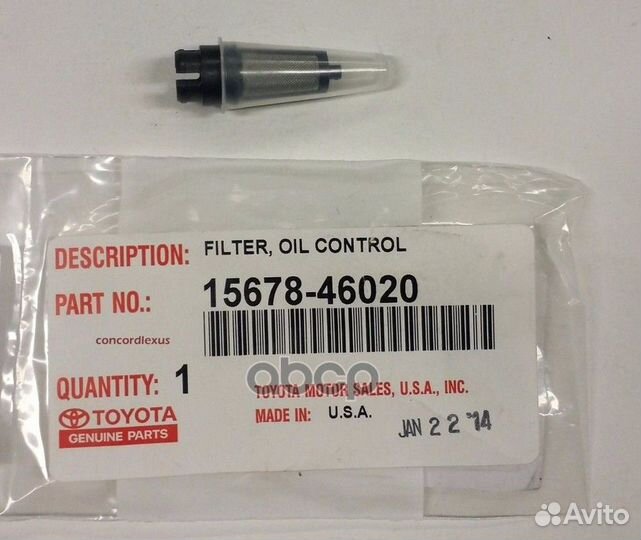 DESCRIPTION: FILTER, OIL CONTROL
PART NO.: 15678-46020
concordlexus
QUANTITY: 1
abcp
TOYOTA MOTOR SALES, U.S.A., INC.
TOYOTA
GENUINE PARTS
MADE IN: U.S.A.
JAN 22 '14
Avito